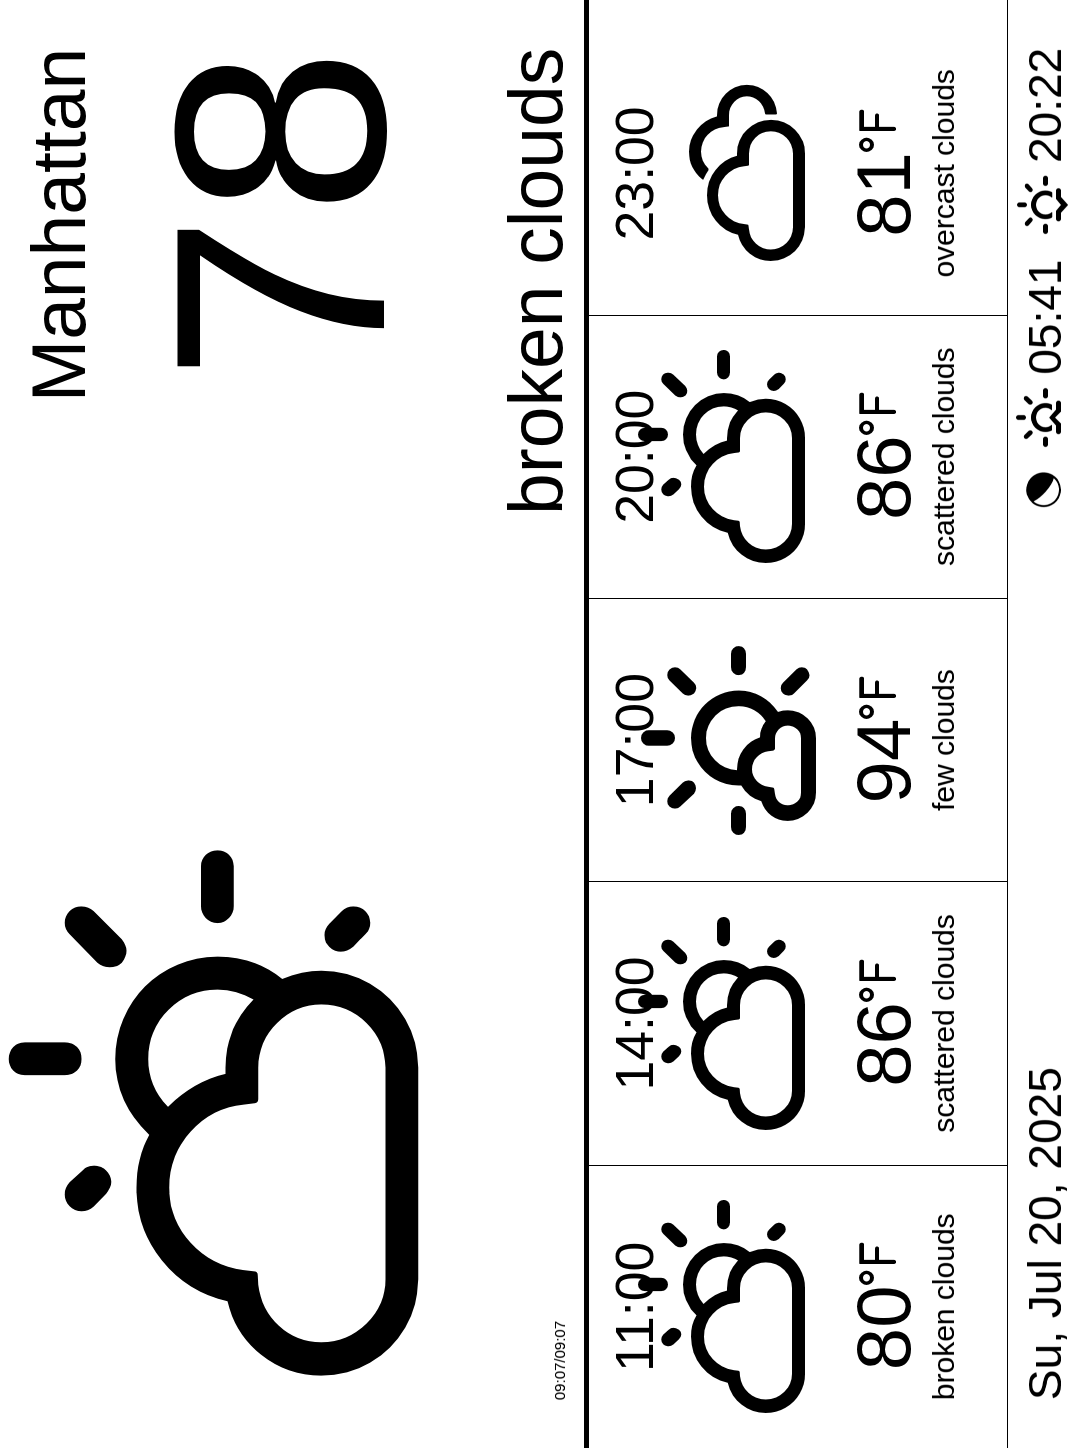 Manhattan
78
broken clouds
09:07/09:07
11:00
80°F
broken clouds
14:00
86°F
scattered clouds
17:00
94°F
few clouds
20:00
86°F
scattered clouds
23:00
81°F
overcast clouds
Su, Jul 20, 2025
05:41
20:22